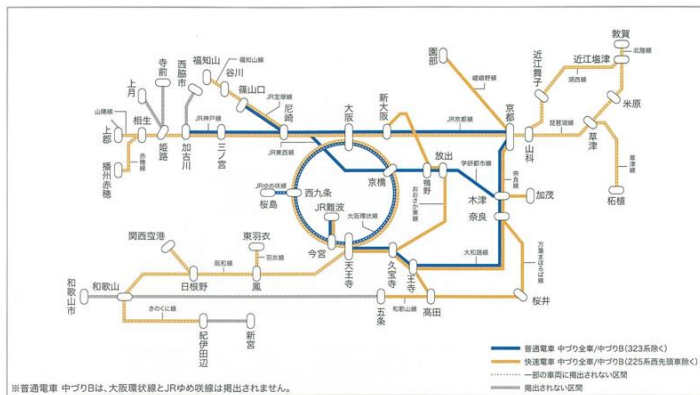 敦賀
北陸線
近江塩津
近江舞子
湖西線
米原
園部
嵯峨野線
京都
琵琶湖線
山科
草津
草津線
柘植
福知山
福知山線
谷川
篠山口
JR宝塚線
寺前
西脇市
上月
尼崎
大阪
新大阪
JR京都線
山陽線
相生
JR神戸線
上郡
姫路
加古川
三ノ宮
JR東西線
赤穂線
播州赤穂
京橋
鴫野
放出
学研都市線
奈良線
JRゆめ咲線
西九条
桜島
JR難波
大阪環状線
おおさか東線
木津
加茂
奈良
今宮
天王寺
久宝寺
王寺
大和路線
万葉まほろば線
関西空港
東羽衣
羽衣線
阪和線
日根野
鳳
高田
桜井
和歌山市
和歌山
五条
和歌山線
きのくに線
紀伊田辺
新宮
普通電車 中づり全車/中づりB(323系除く)
快速電車 中づり全車/中づりB(225系西先頭車除く)
一部の車両に掲出されない区間
掲出されない区間
※普通電車 中づりBは、大阪環状線とJRゆめ咲線は掲出されません。